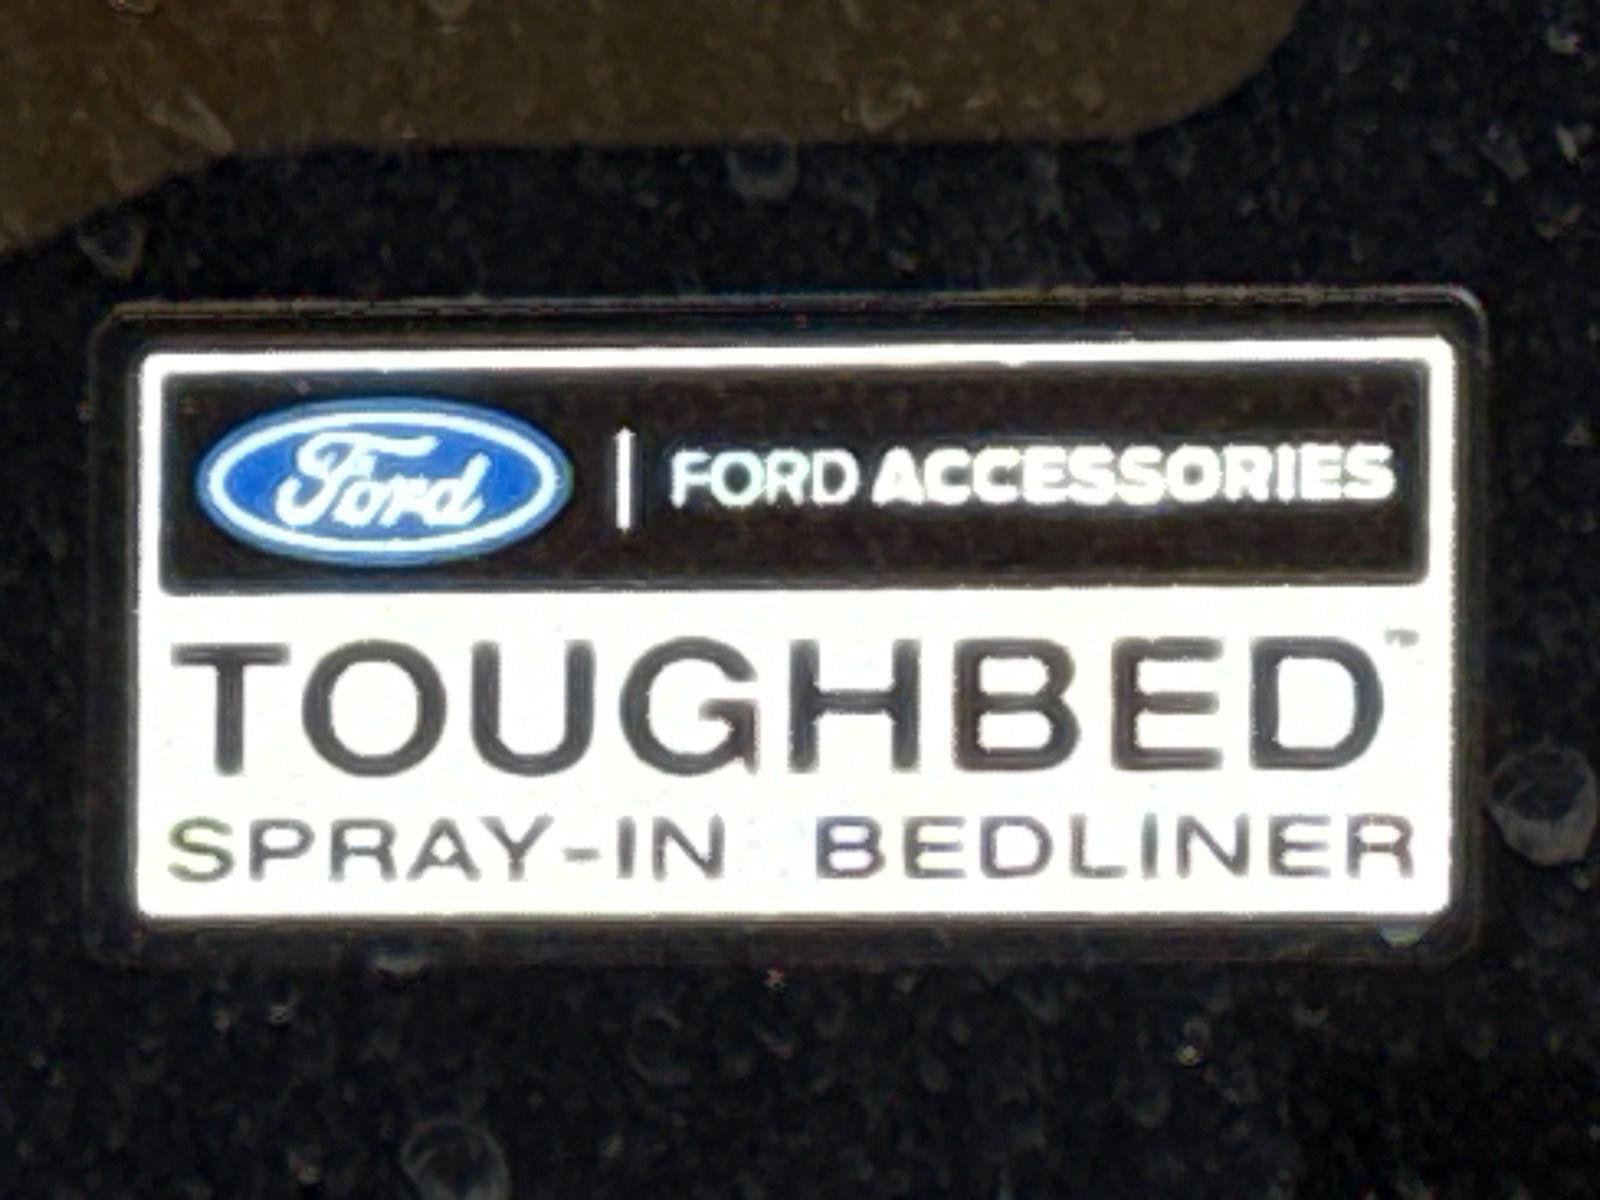 Ford | FORD ACCESSORIES
TOUGHBED™
SPRAY-IN BEDLINER